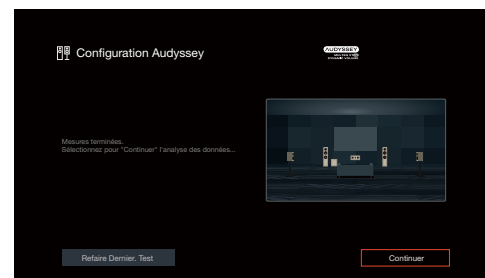 Configuration Audyssey
AUDYSSEY
Mesures terminées.
Sélectionnez pour "Continuer" l'analyse des données...
Refaire Dernier. Test
Continuer